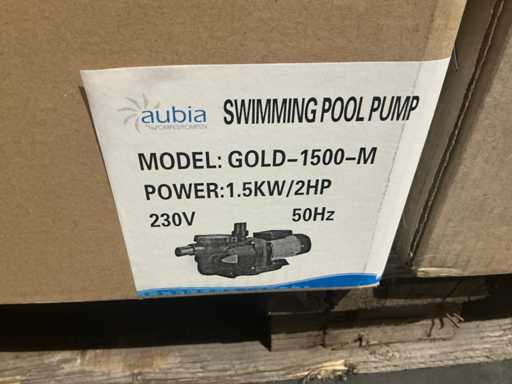 aubia
SWIMMING POOL PUMP
MODEL: GOLD-1500-M
POWER:1.5KW/2HP
230V 50Hz